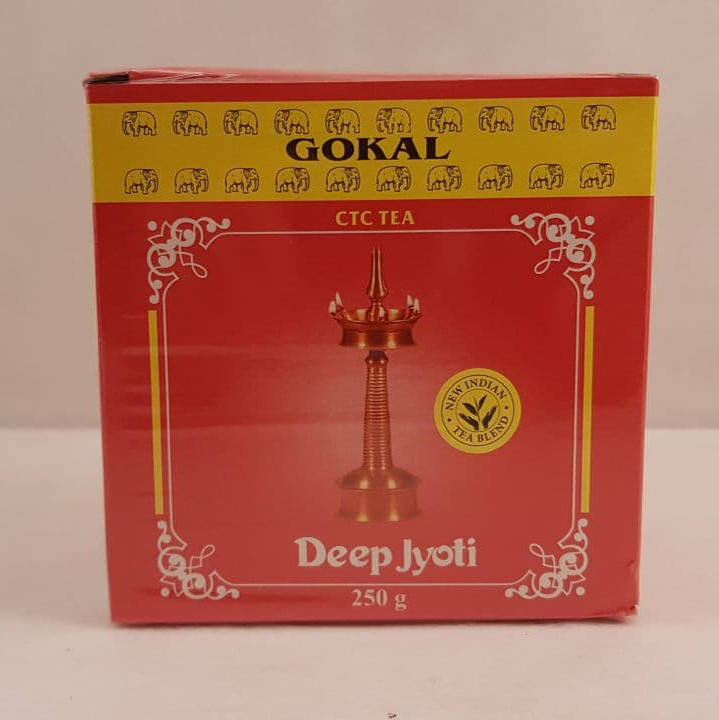 GOKAL
CTC TEA
NEW INDIAN
TEA BLEND
Deep Jyoti
250 g